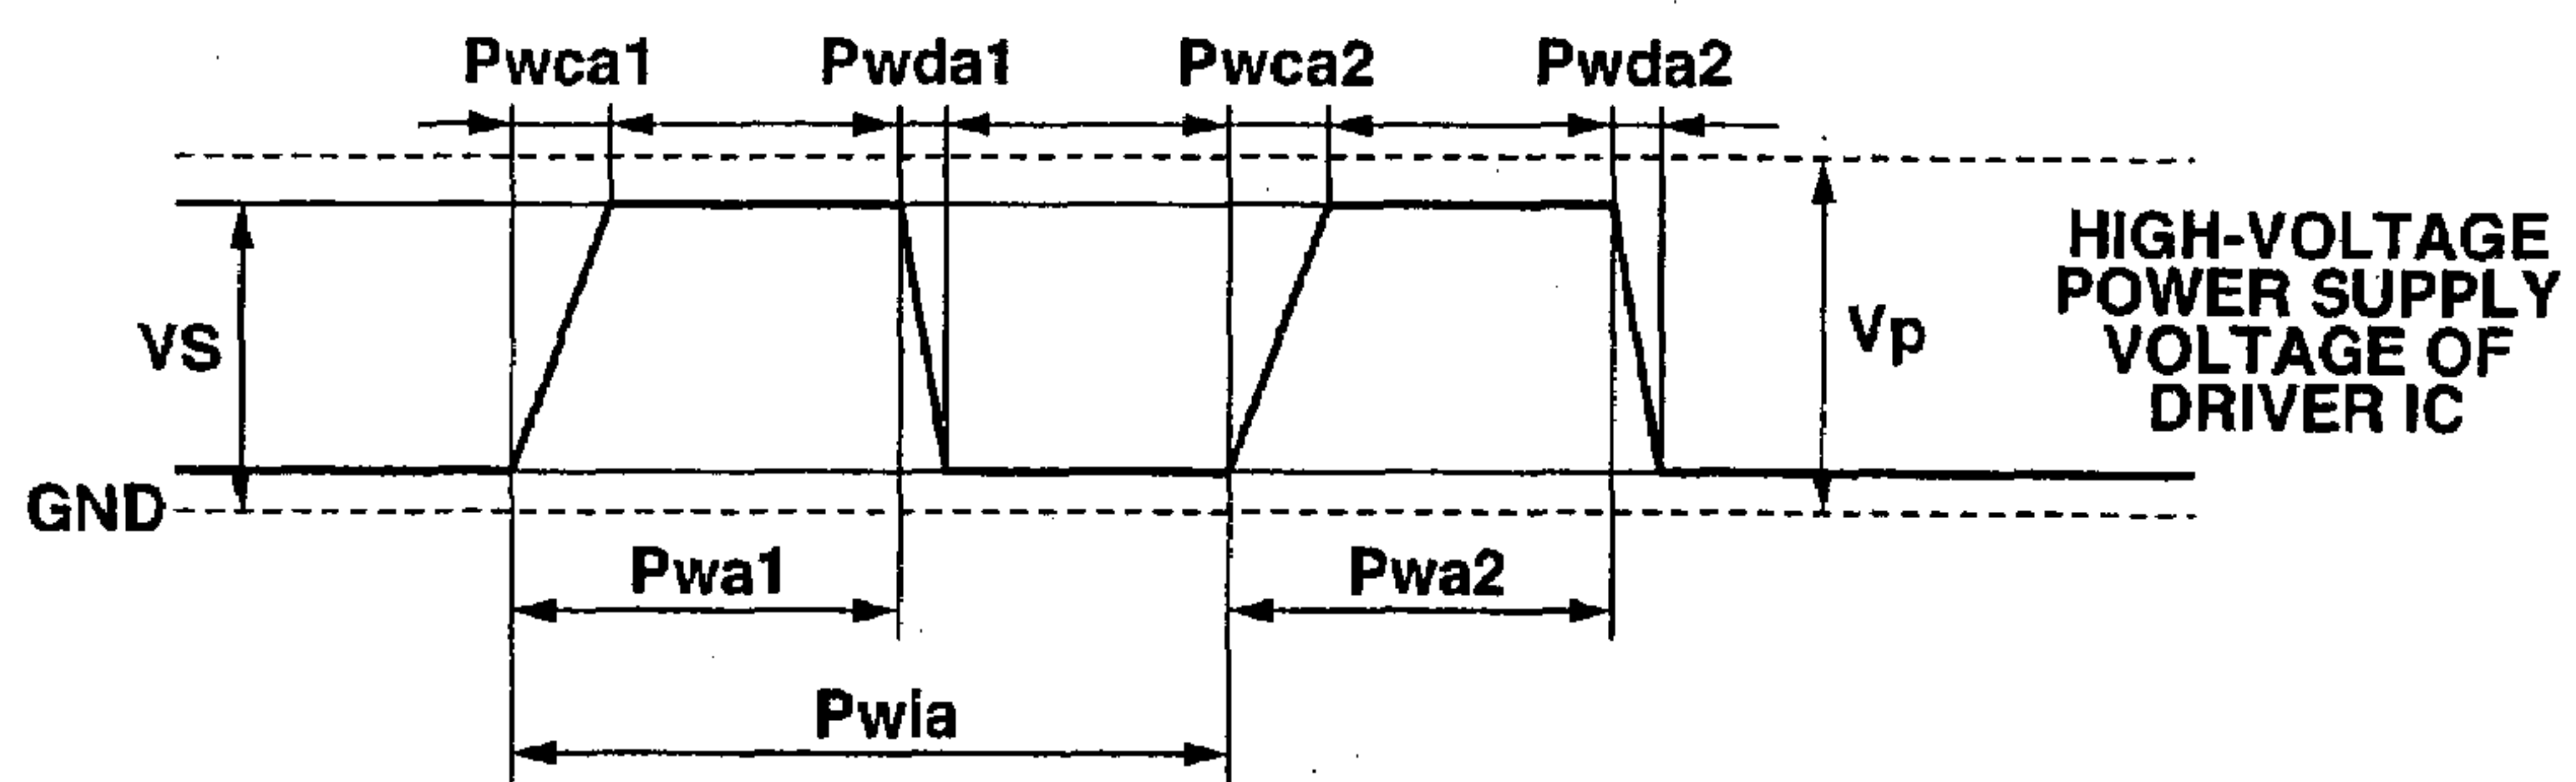 Pwca1 Pwda1 Pwca2 Pwda2
HIGH-VOLTAGE
POWER SUPPLY
VOLTAGE OF
DRIVER IC
VS
Vp
GND
Pwa1 Pwa2
Pwia